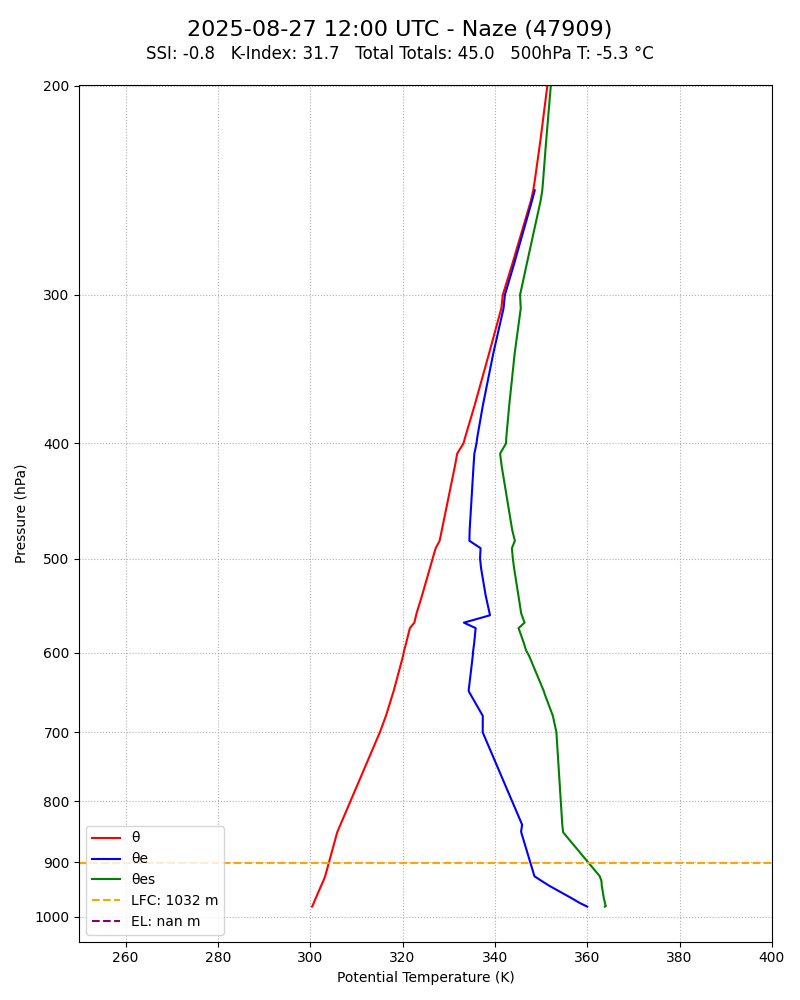 2025-08-27 12:00 UTC - Naze (47909)
SSI: -0.8   K-Index: 31.7   Total Totals: 45.0   500hPa T: -5.3 °C
200
300
400
500
600
700
800
900
1000
Pressure (hPa)
θ
θe
θes
LFC: 1032 m
EL: nan m
260
280
300
320
340
360
380
400
Potential Temperature (K)